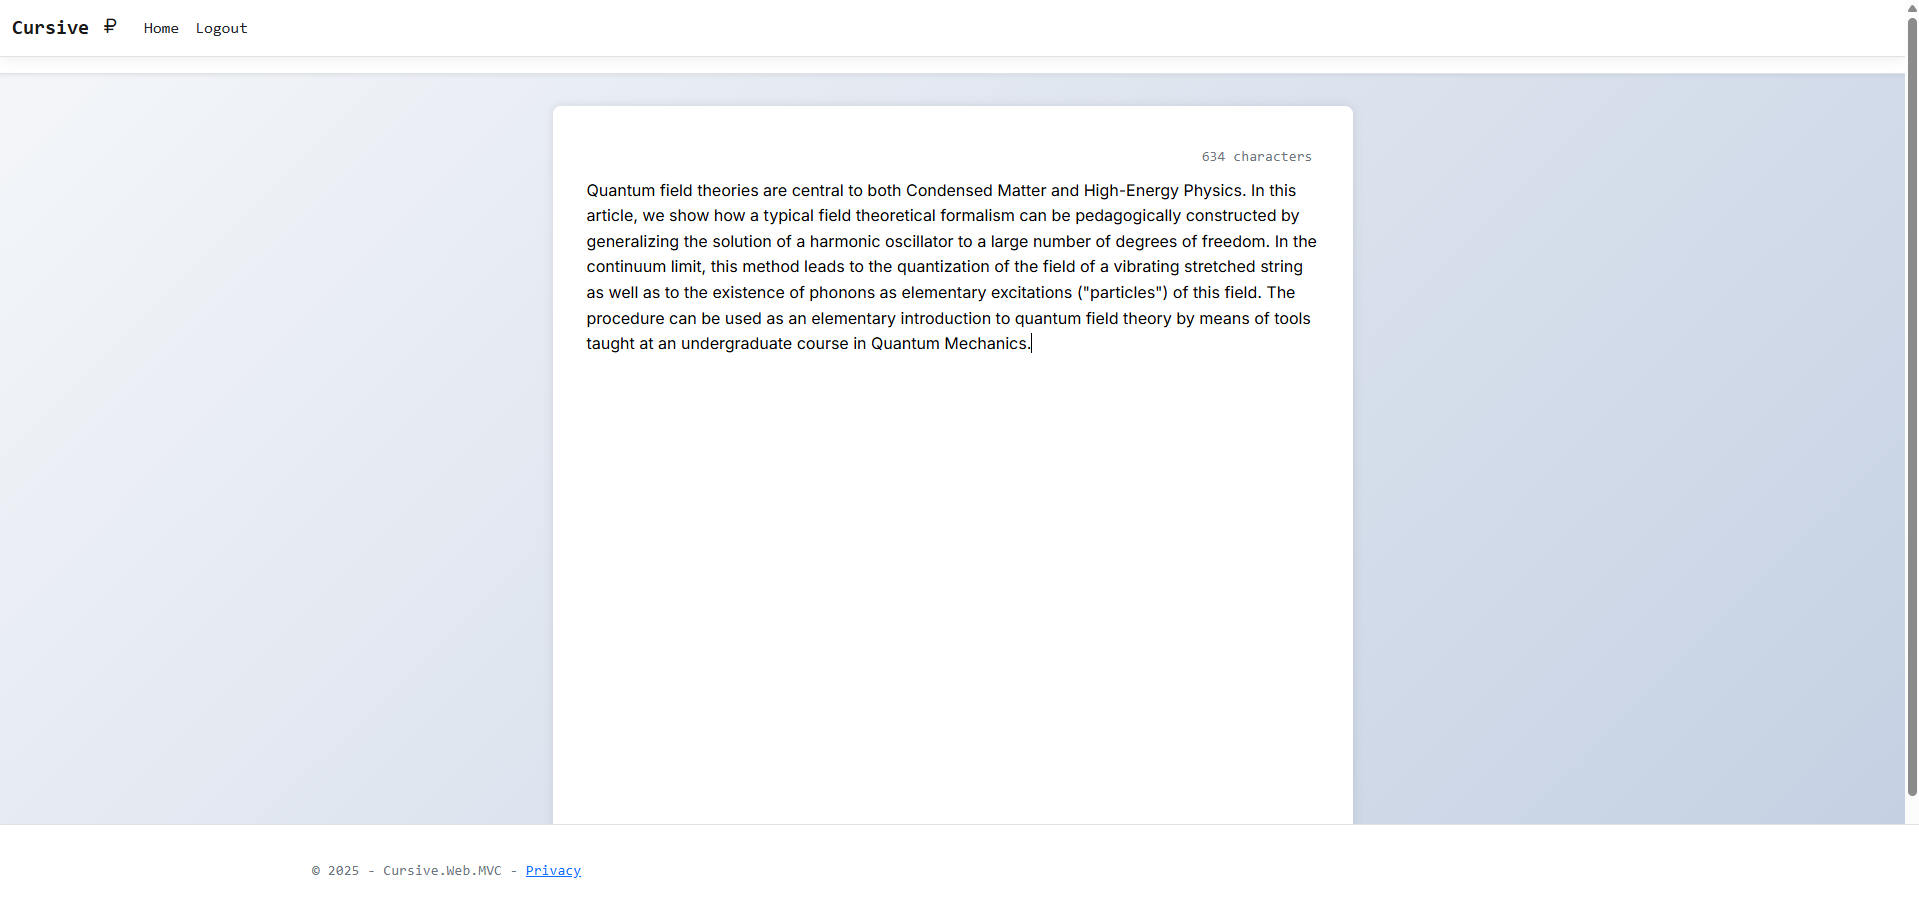 Cursive ₽ Home Logout
634 characters
Quantum field theories are central to both Condensed Matter and High-Energy Physics. In this
article, we show how a typical field theoretical formalism can be pedagogically constructed by
generalizing the solution of a harmonic oscillator to a large number of degrees of freedom. In the
continuum limit, this method leads to the quantization of the field of a vibrating stretched string
as well as to the existence of phonons as elementary excitations ("particles") of this field. The
procedure can be used as an elementary introduction to quantum field theory by means of tools
taught at an undergraduate course in Quantum Mechanics.
© 2025 - Cursive.Web.MVC - Privacy